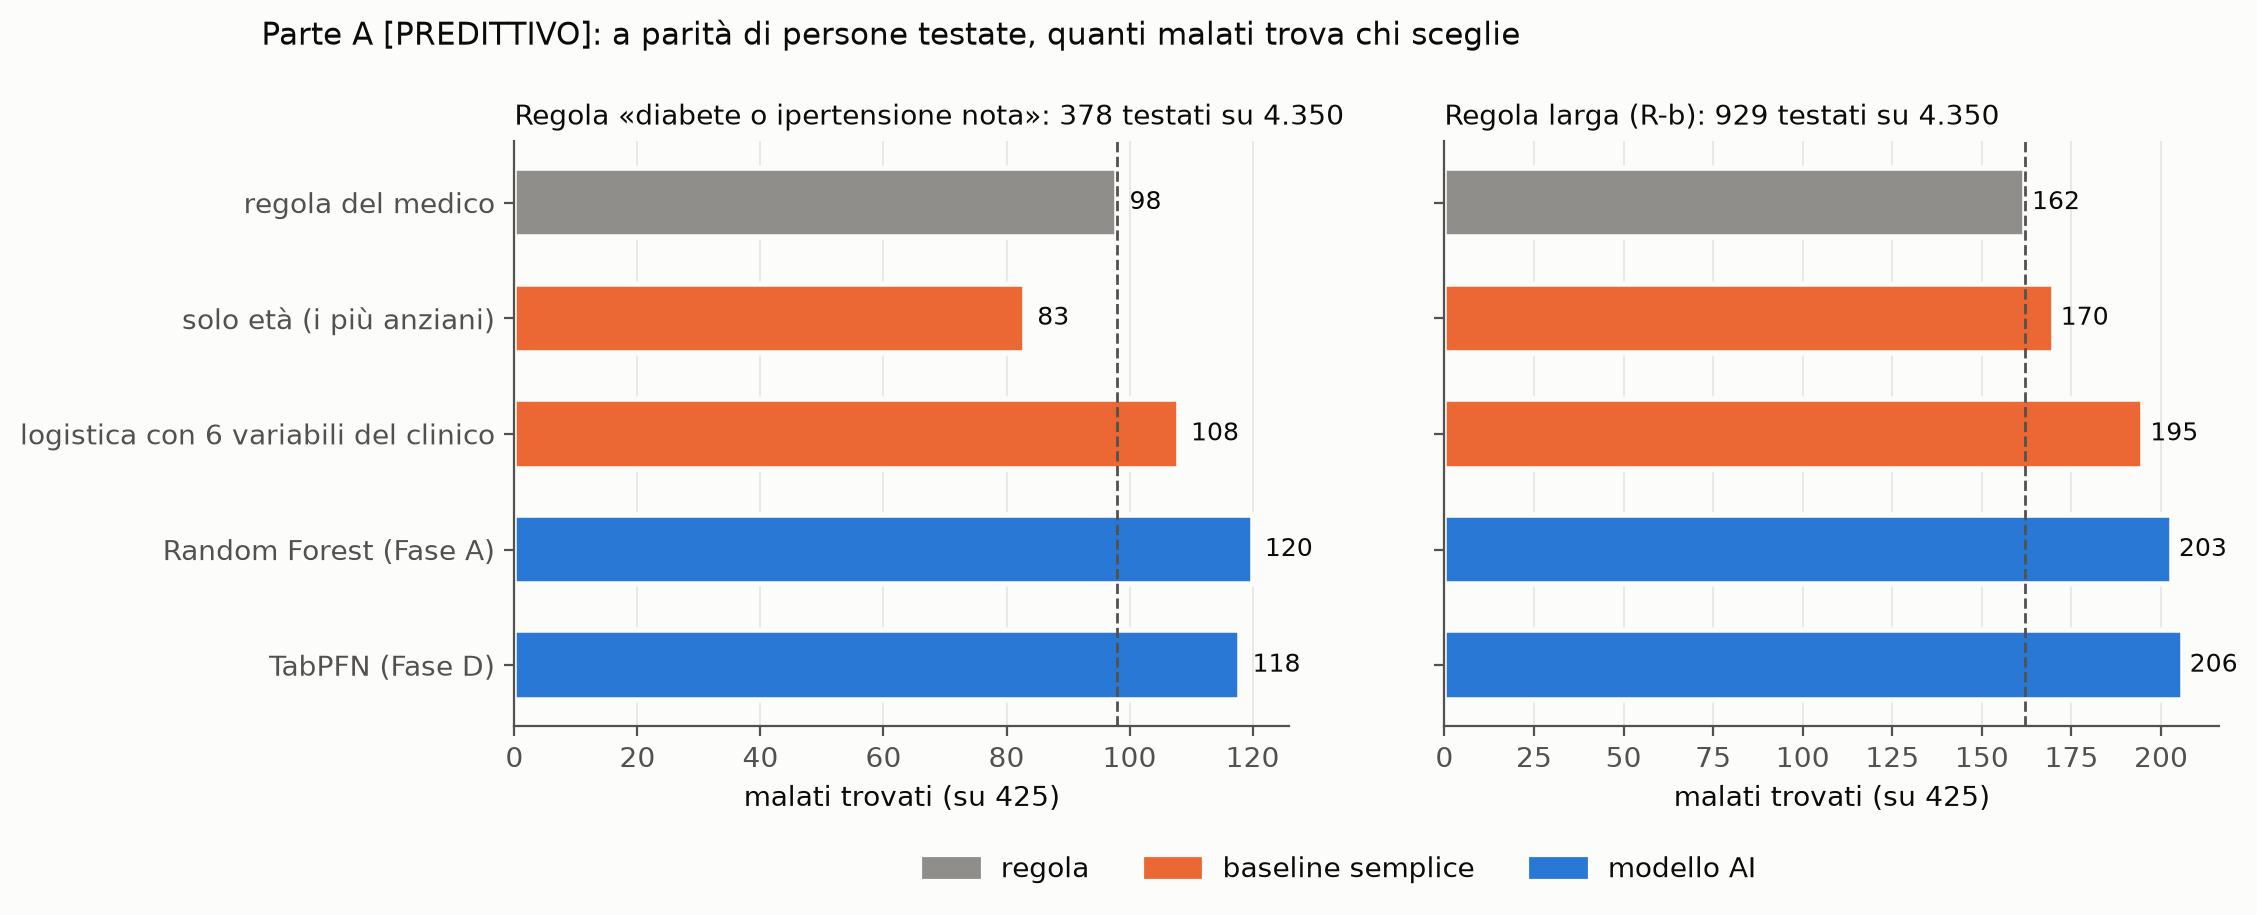 Parte A [PREDITTIVO]: a parità di persone testate, quanti malati trova chi sceglie
Regola «diabete o ipertensione nota»: 378 testati su 4.350
regola del medico
98
solo età (i più anziani)
83
logistica con 6 variabili del clinico
108
Random Forest (Fase A)
120
TabPFN (Fase D)
118
0 20 40 60 80 100 120
malati trovati (su 425)
Regola larga (R-b): 929 testati su 4.350
162
170
195
203
206
0 25 50 75 100 125 150 175 200
malati trovati (su 425)
regola baseline semplice modello AI